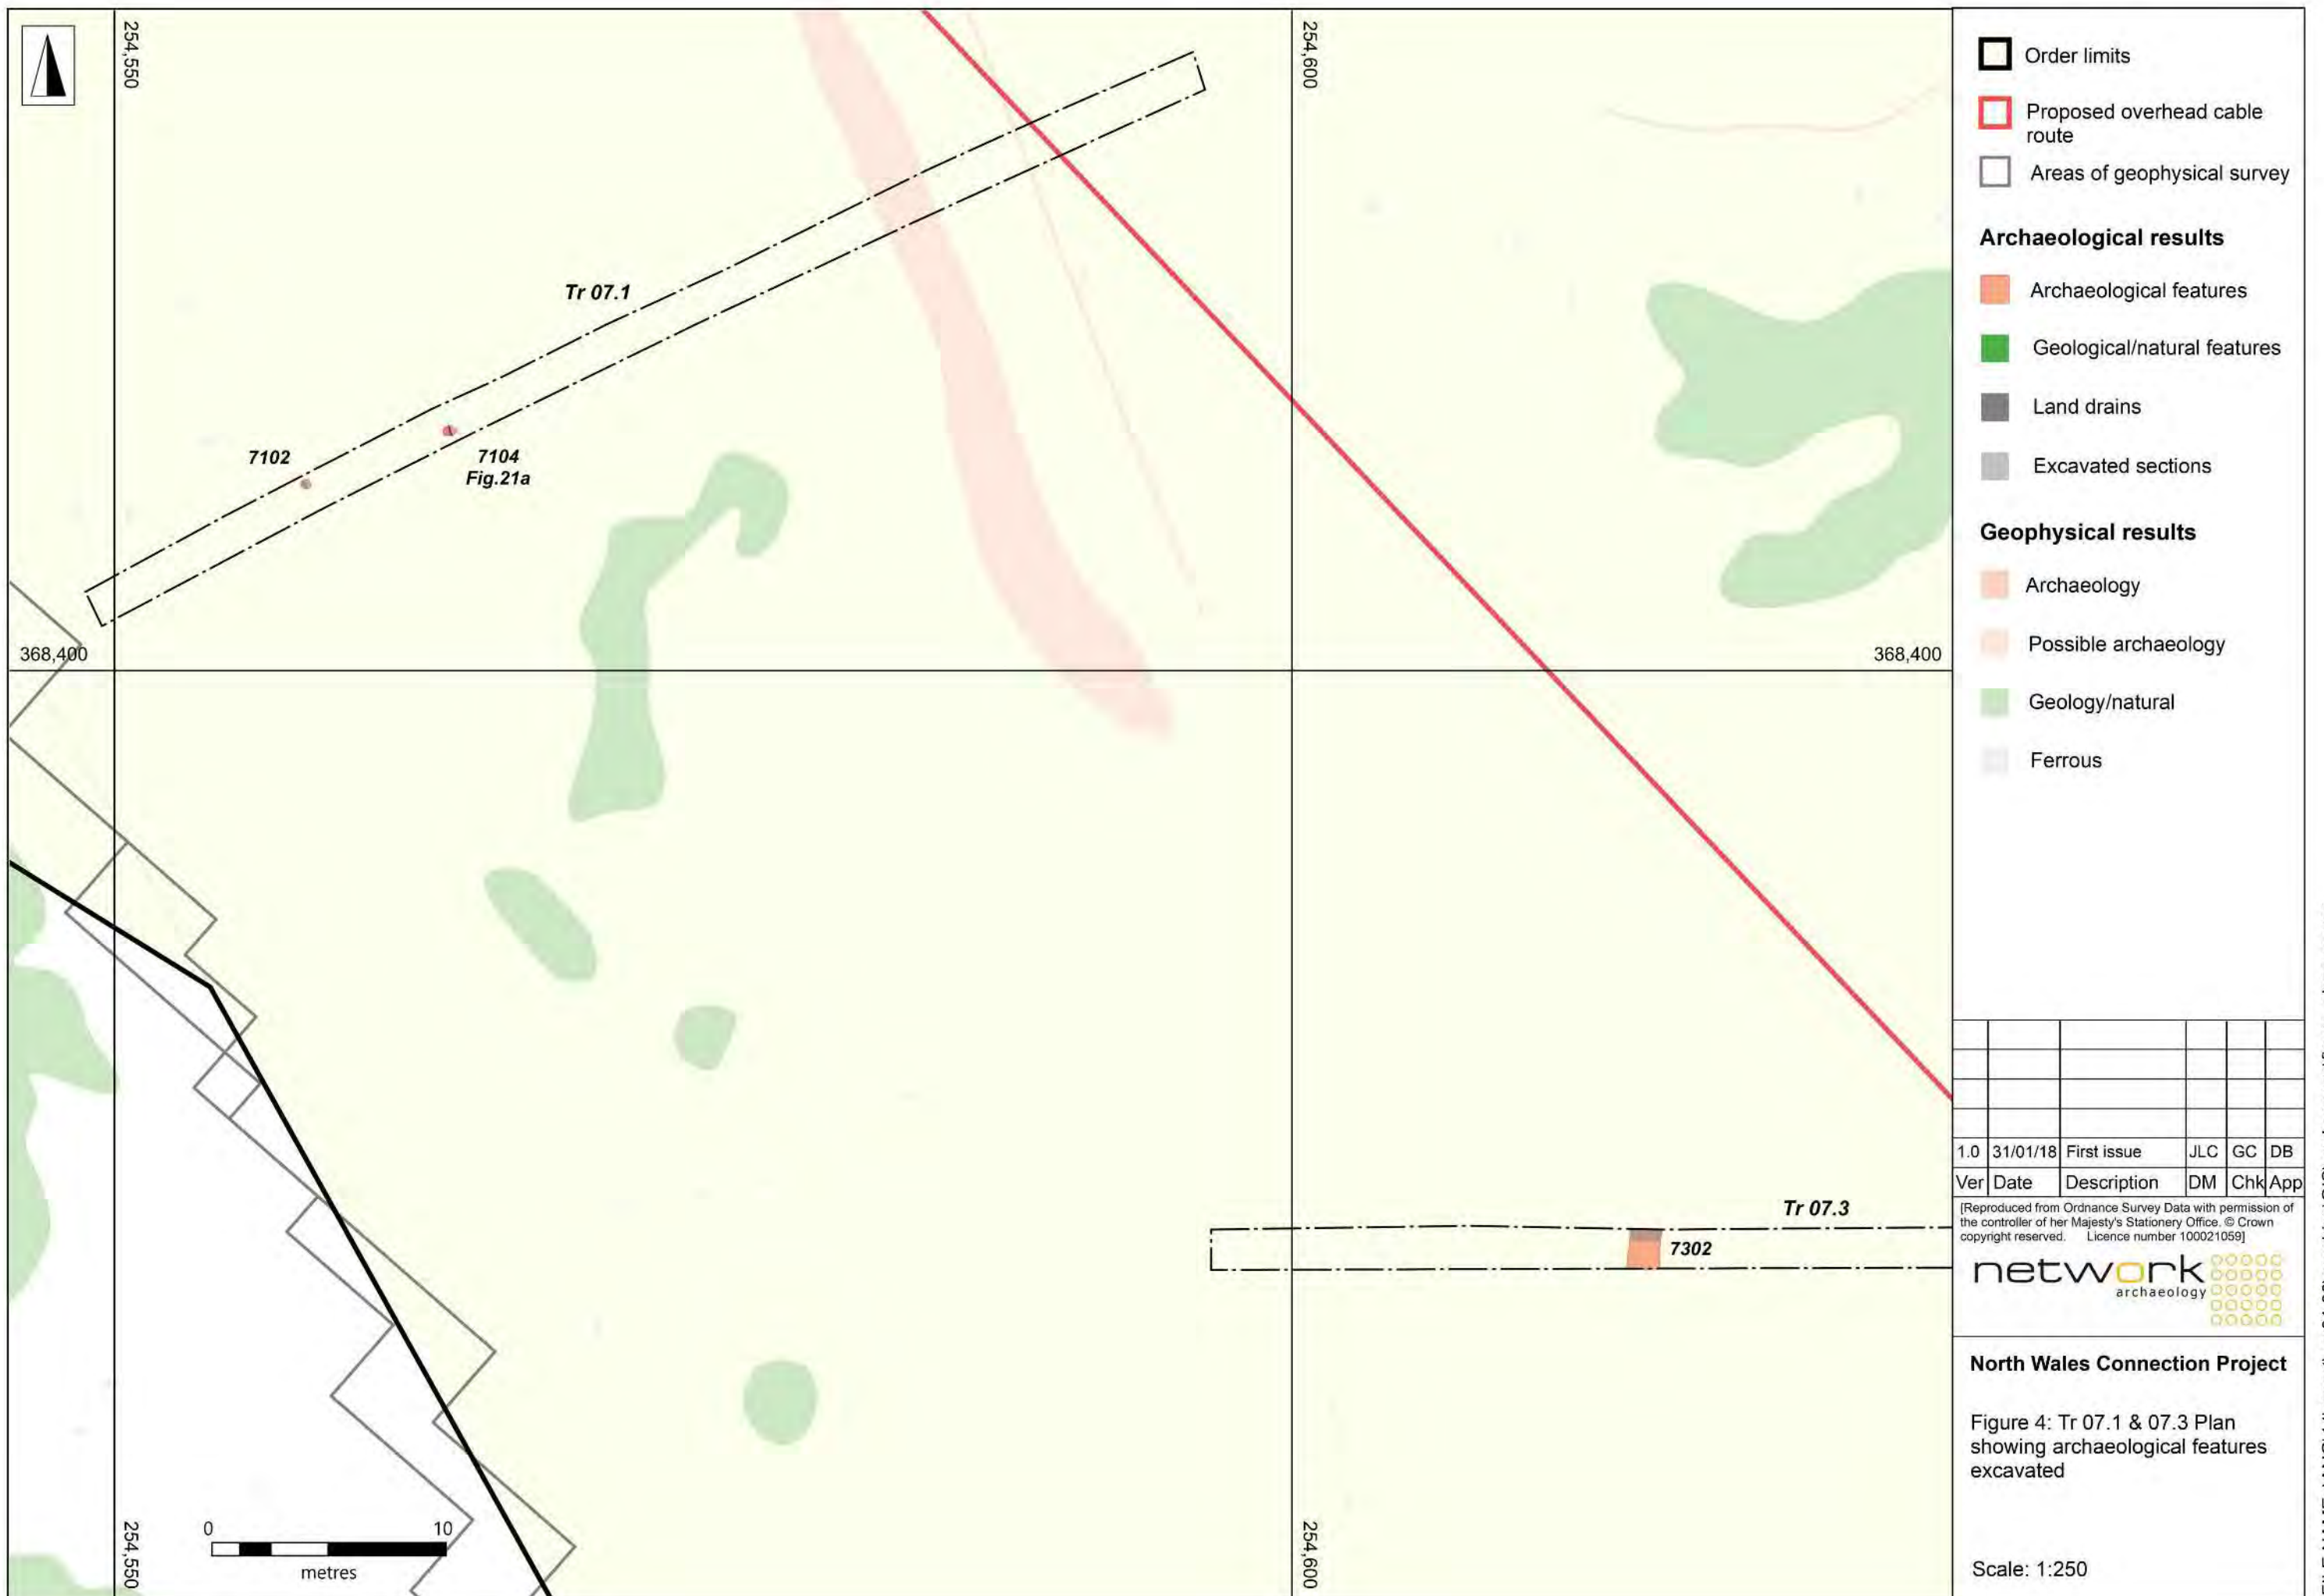 254,550
254,600
Tr 07.1
7102
7104
Fig.21a
368,400
368,400
Tr 07.3
7302
254,550
254,600
0 10
metres
Order limits
Proposed overhead cable
route
Areas of geophysical survey
Archaeological results
Archaeological features
Geological/natural features
Land drains
Excavated sections
Geophysical results
Archaeology
Possible archaeology
Geology/natural
Ferrous
1.0 31/01/18 First issue JLC GC DB
Ver Date Description DM Chk App
[Reproduced from Ordnance Survey Data with permission of
the controller of her Majesty's Stationery Office. © Crown
copyright reserved. Licence number 100021059]
network
archaeology
North Wales Connection Project
Figure 4: Tr 07.1 & 07.3 Plan
showing archaeological features
excavated
Scale: 1:250